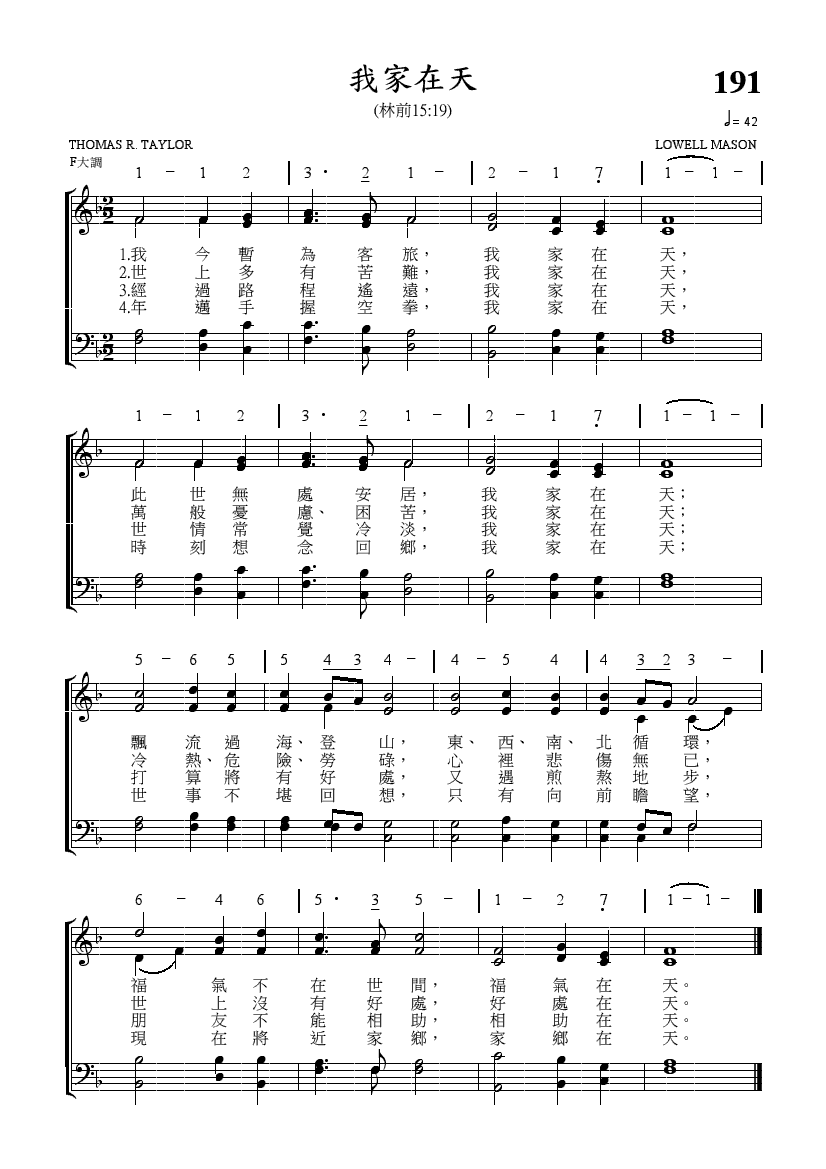 我家在天
191
(林前15:19)
= 42
THOMAS R. TAYLOR
LOWELL MASON
F大調
1 – 1 2 | 3 · 2 1 – | 2 – 1 7 | 1 – 1 – |
1.我 今 暫 為 客 旅， 我 家 在 天，
2.世 上 多 有 苦 難， 我 家 在 天，
3.經 過 路 程 遙 遠， 我 家 在 天，
4.年 邁 手 握 空 拳， 我 家 在 天，
1 – 1 2 | 3 · 2 1 – | 2 – 1 7 | 1 – 1 – |
此 世 無 處 安 居， 我 家 在 天；
萬 般 憂 慮、 困 苦， 我 家 在 天；
世 情 常 覺 冷 淡， 我 家 在 天；
時 刻 想 念 回 鄉， 我 家 在 天；
5 – 6 5 | 5 4 3 4 – | 4 – 5 4 | 4 3 2 3 – |
飄 流 過 海、 登 山， 東、 西、 南、 北 循 環，
冷 熱、 危 險、 勞 碌， 心 裡 悲 傷 無 已，
打 算 將 有 好 處， 又 遇 煎 熬 地 步，
世 事 不 堪 回 想， 只 有 向 前 瞻 望，
6 – 4 6 | 5 · 3 5 – | 1 – 2 7 | 1 – 1 –
福 氣 不 在 世 間， 福 氣 在 天。
世 上 沒 有 好 處， 好 處 在 天。
朋 友 不 能 相 助， 相 助 在 天。
現 在 將 近 家 鄉， 家 鄉 在 天。